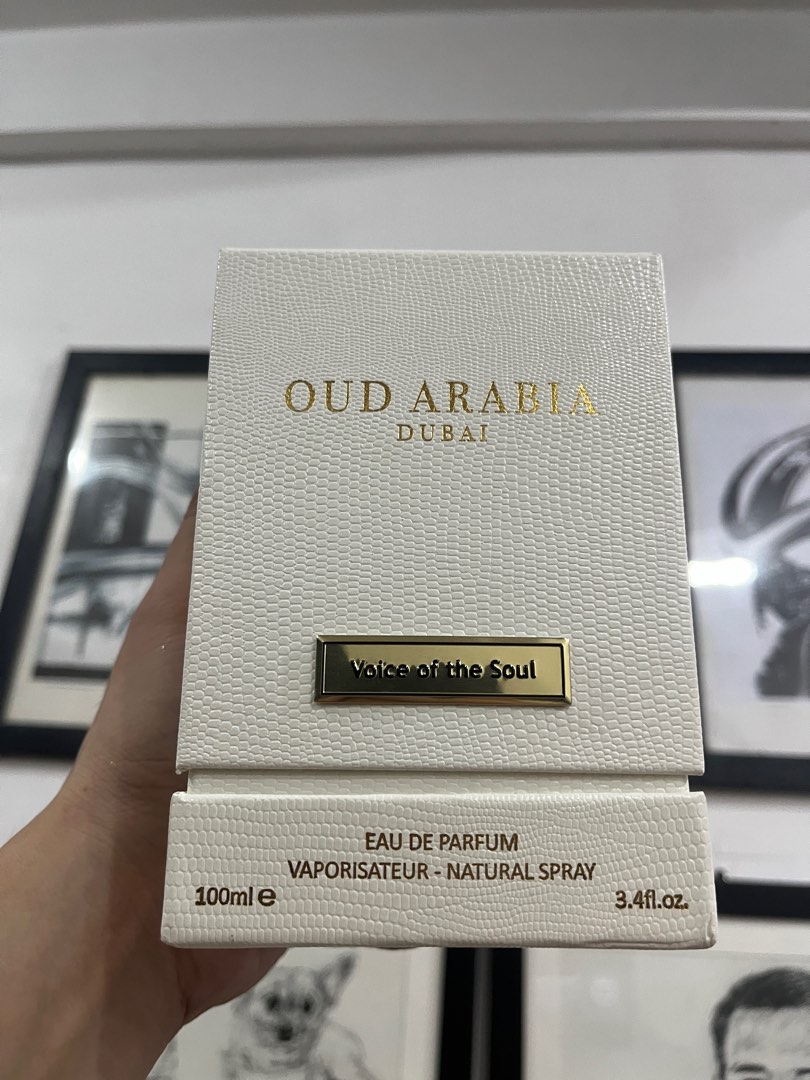 OUD ARABIA
DUBAI
Voice of the Soul
EAU DE PARFUM
VAPORISATEUR - NATURAL SPRAY
100ml ℮ 3.4fl.oz.